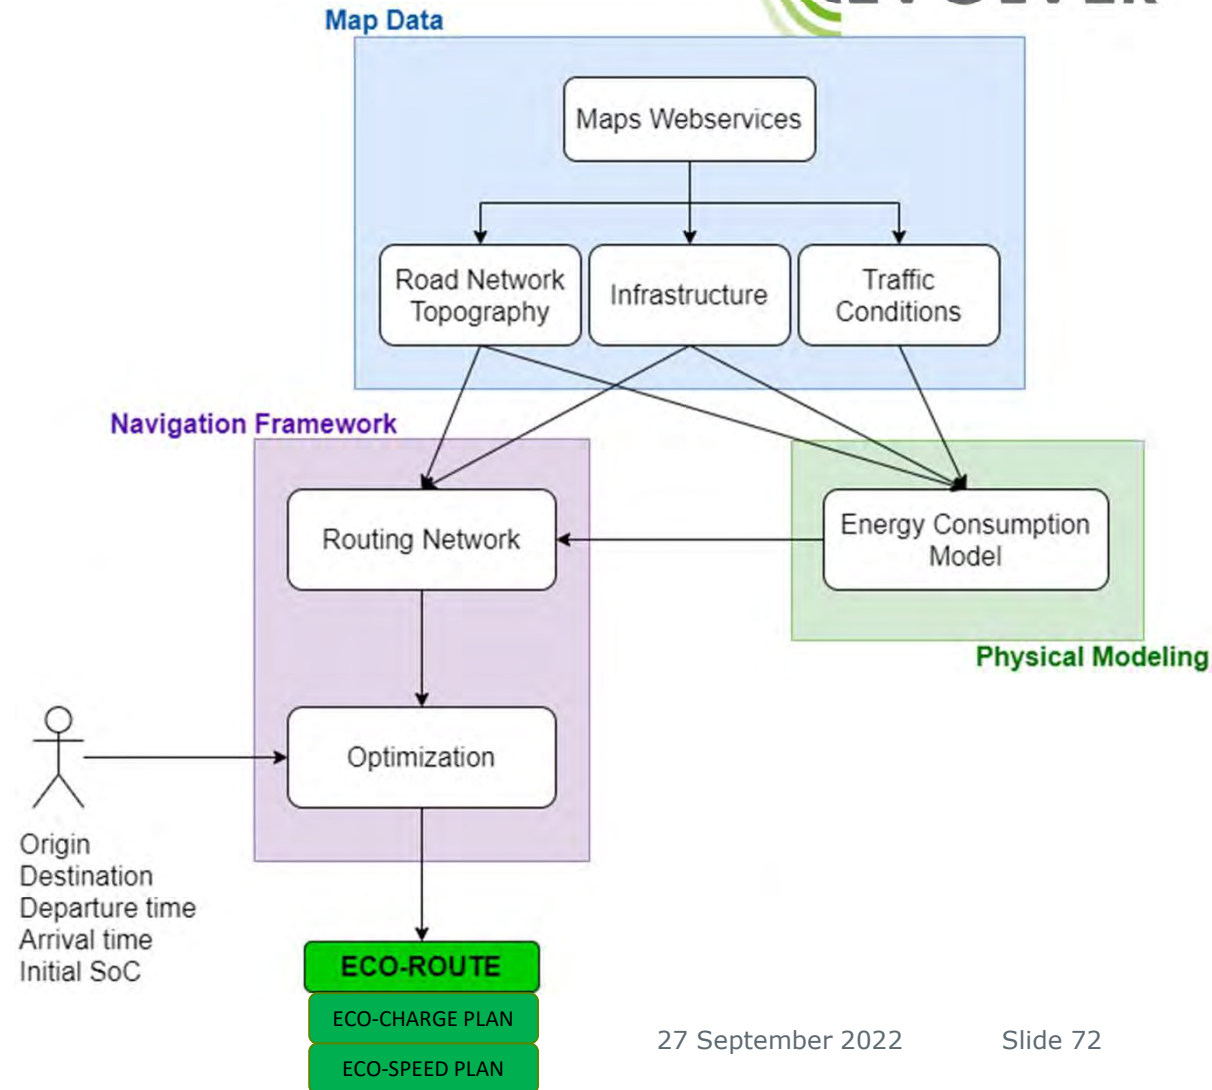 Map Data
Maps Webservices
Road Network
Topography
Infrastructure
Traffic
Conditions
Navigation Framework
Routing Network
Energy Consumption
Model
Physical Modeling
Optimization
Origin
Destination
Departure time
Arrival time
Initial SoC
ECO-ROUTE
ECO-CHARGE PLAN
ECO-SPEED PLAN
27 September 2022
Slide 72